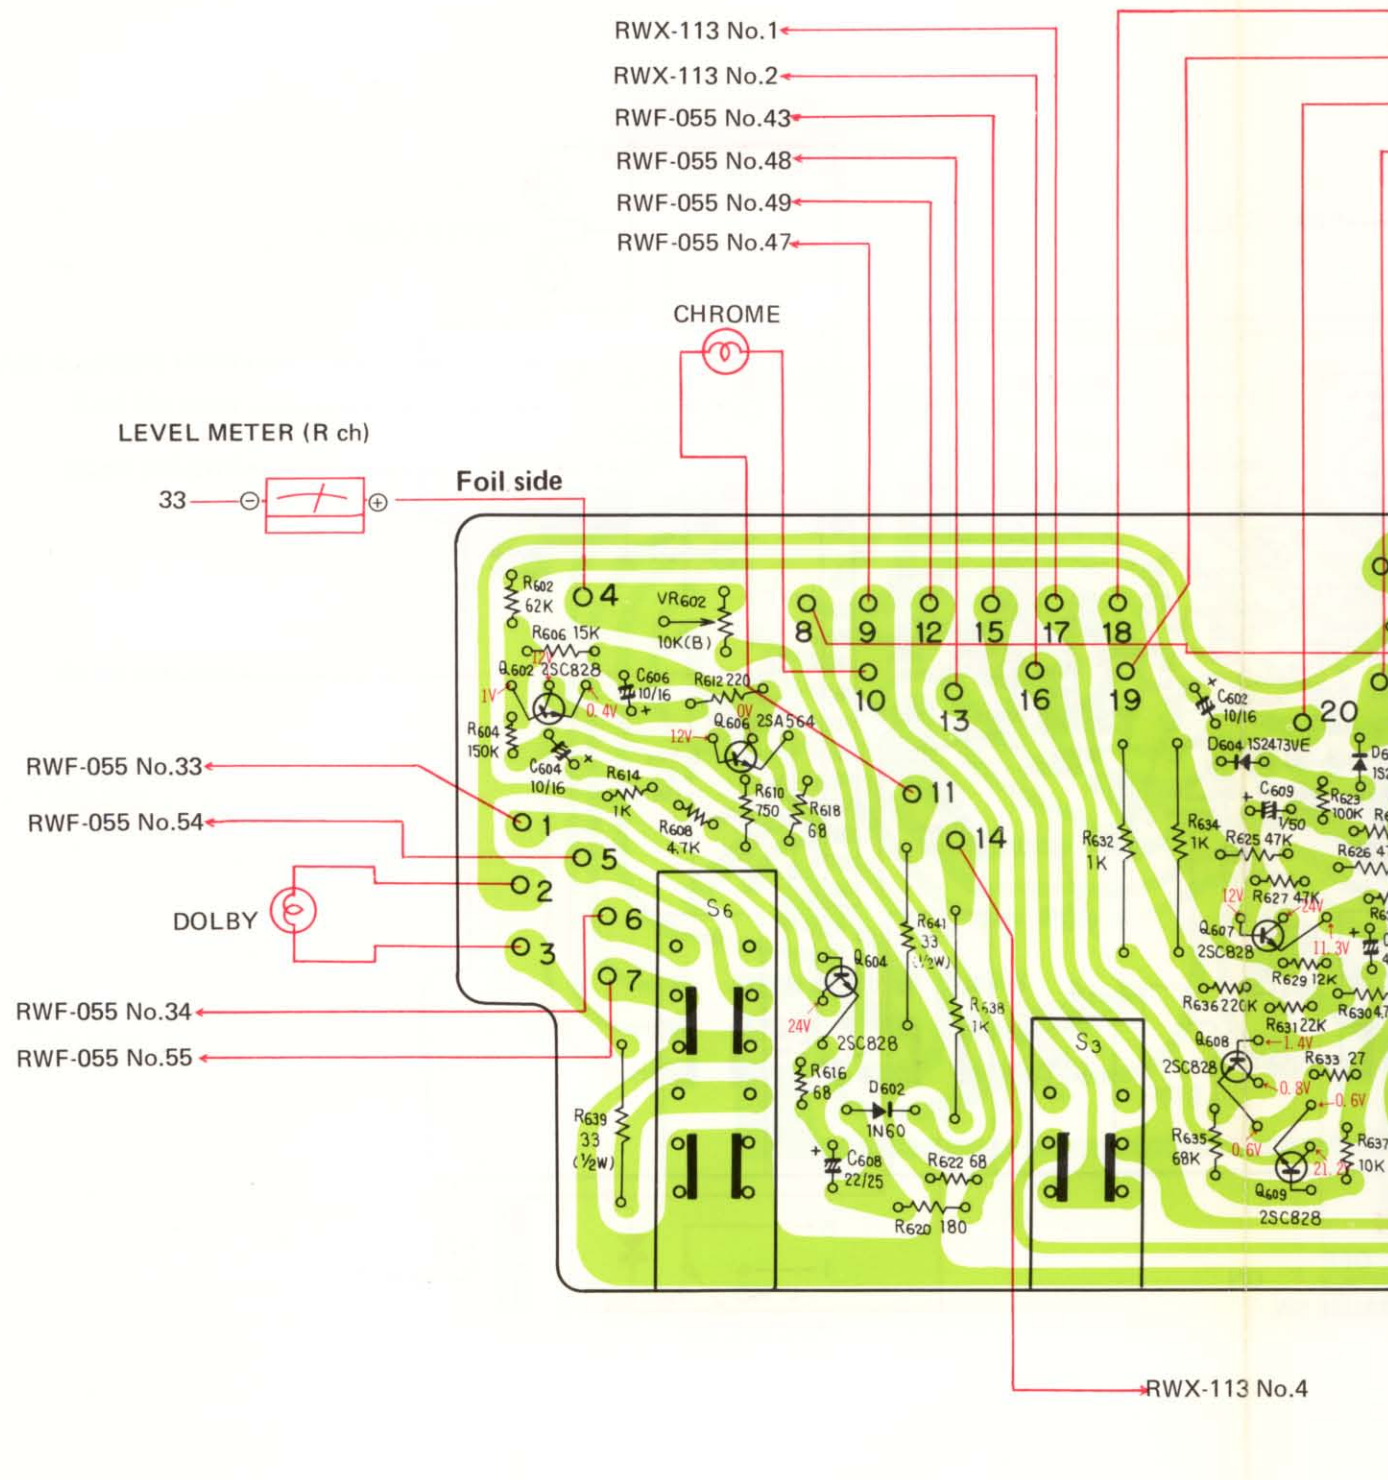 RWX-113 No.1
RWX-113 No.2
RWF-055 No.43
RWF-055 No.48
RWF-055 No.49
RWF-055 No.47
CHROME
LEVEL METER (R ch)
33
Foil side
R602
62K
4
VR602
10K(B)
8
9
12
15
17
18
R606 15K
12V
Q602 2SC828
1V
0.4V
C606
10/16
R612 220
0V
10
13
16
19
C602
10/16
20
R604
150K
C604
10/16
12V
Q606
2SA564
D604 1S2473VE
R614
1K
R608
4.7K
R610
750
R618
68
11
C609
1/50
R623
100K
RWF-055 No.33
RWF-055 No.54
1
5
2
14
R632
1K
R634
1K
R625 47K
R626
R627 47K
DOLBY
6
3
7
S6
R641
33
(½W)
Q604
24V
2SC828
12V
24V
Q607
2SC828
11.3V
R629 12K
R636 220K
R630
R631 22K
RWF-055 No.34
RWF-055 No.55
R638
1K
S3
Q608
2SC828
1.4V
R633 27
0.8V
0.6V
R616
68
D602
1N60
R639
33
(½W)
C608
22/25
R622 68
R620 180
R635
68K
0.6V
R637
10K
Q609
2SC828
RWX-113 No.4